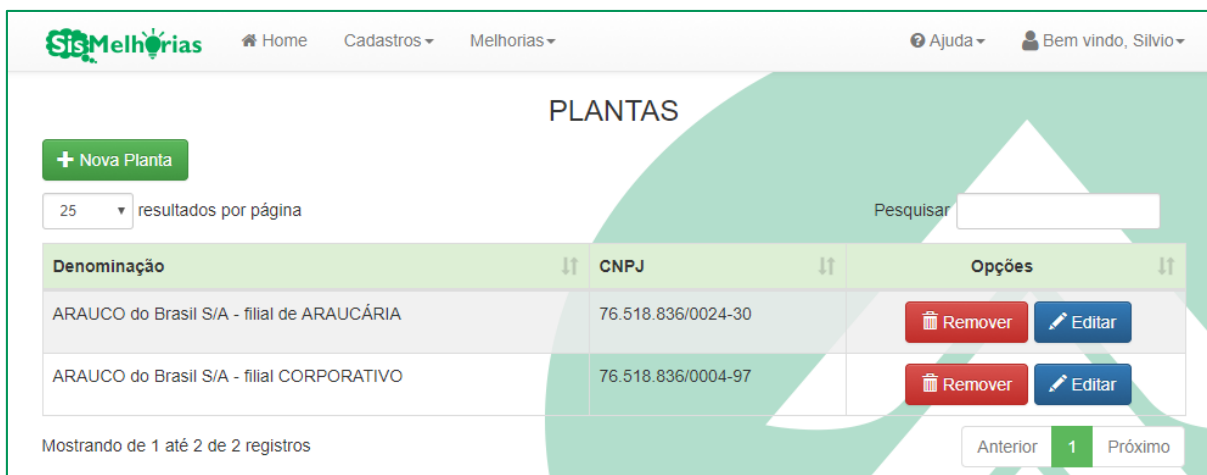 SisMelhorias Home Cadastros Melhorias Ajuda Bem vindo, Silvio
PLANTAS
+ Nova Planta
25 resultados por página Pesquisar
Denominação CNPJ Opções
ARAUCO do Brasil S/A - filial de ARAUCÁRIA 76.518.836/0024-30 Remover Editar
ARAUCO do Brasil S/A - filial CORPORATIVO 76.518.836/0004-97 Remover Editar
Mostrando de 1 até 2 de 2 registros Anterior 1 Próximo